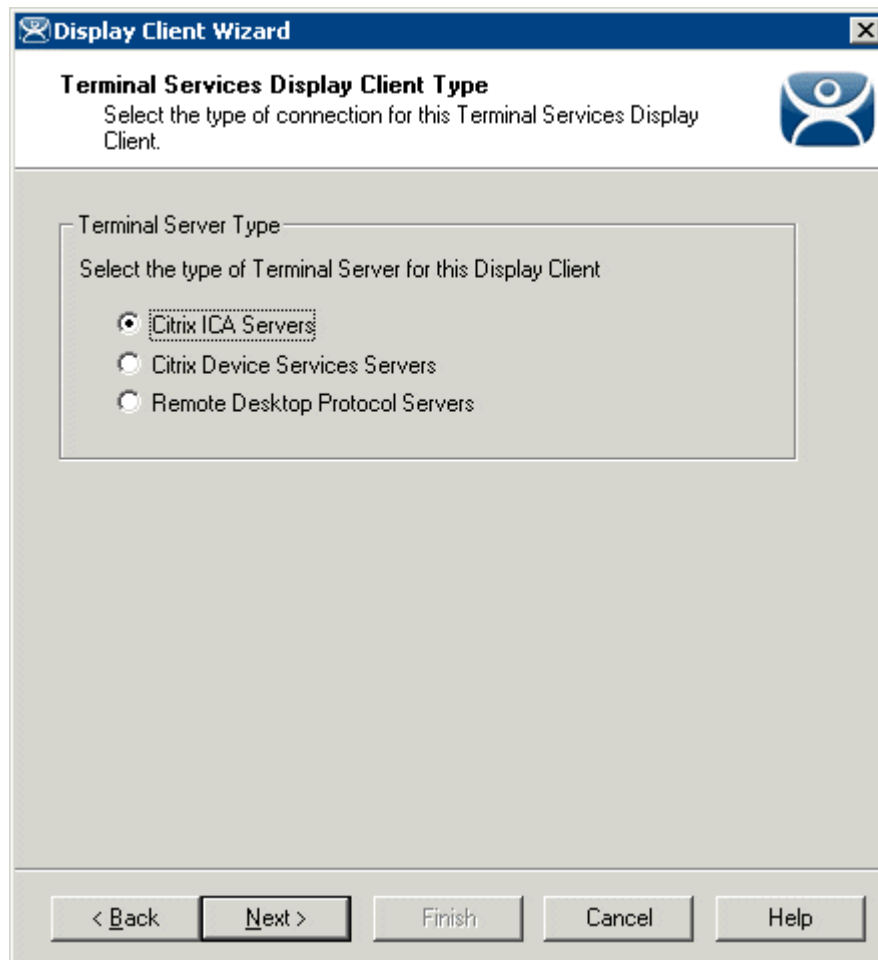 Display Client Wizard
Terminal Services Display Client Type
Select the type of connection for this Terminal Services Display
Client.
Terminal Server Type
Select the type of Terminal Server for this Display Client
Citrix ICA Servers
Citrix Device Services Servers
Remote Desktop Protocol Servers
< Back Next > Finish Cancel Help